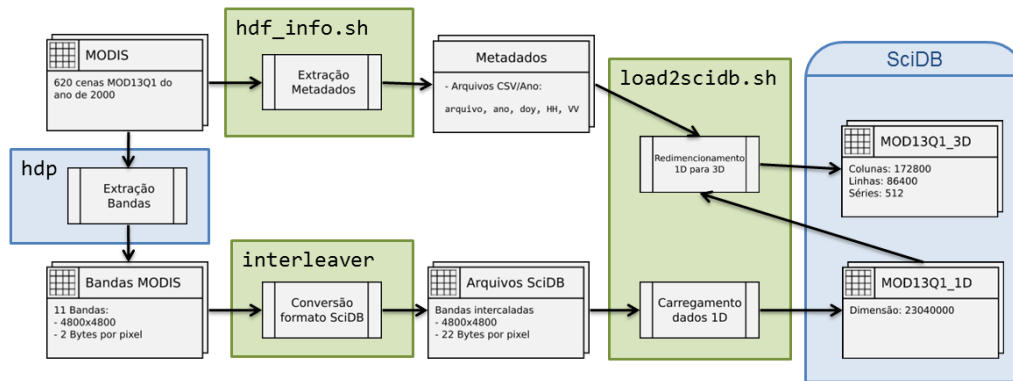 hdf_info.sh
MODIS
620 cenas MOD13Q1 do
ano de 2000
Extração
Metadados
Metadados
- Arquivos CSV/Ano:
arquivo, ano, doy, HH, VV
load2scidb.sh
SciDB
Redimencionamento
1D para 3D
MOD13Q1_3D
Colunas: 172800
Linhas: 86400
Séries: 512
hdp
Extração
Bandas
interleaver
Bandas MODIS
11 Bandas:
- 4800x4800
- 2 Bytes por pixel
Conversão
formato SciDB
Arquivos SciDB
Bandas intercaladas
- 4800x4800
- 22 Bytes por pixel
Carregamento
dados 1D
MOD13Q1_1D
Dimensão: 23040000